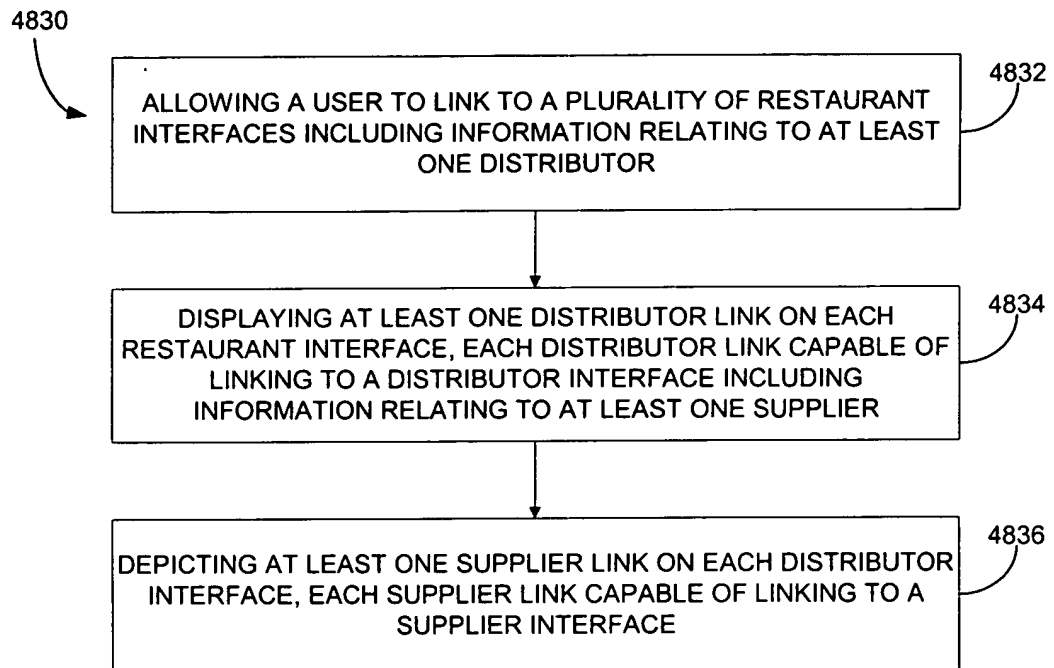 4830
4832
ALLOWING A USER TO LINK TO A PLURALITY OF RESTAURANT
INTERFACES INCLUDING INFORMATION RELATING TO AT LEAST
ONE DISTRIBUTOR
4834
DISPLAYING AT LEAST ONE DISTRIBUTOR LINK ON EACH
RESTAURANT INTERFACE, EACH DISTRIBUTOR LINK CAPABLE OF
LINKING TO A DISTRIBUTOR INTERFACE INCLUDING
INFORMATION RELATING TO AT LEAST ONE SUPPLIER
4836
DEPICTING AT LEAST ONE SUPPLIER LINK ON EACH DISTRIBUTOR
INTERFACE, EACH SUPPLIER LINK CAPABLE OF LINKING TO A
SUPPLIER INTERFACE